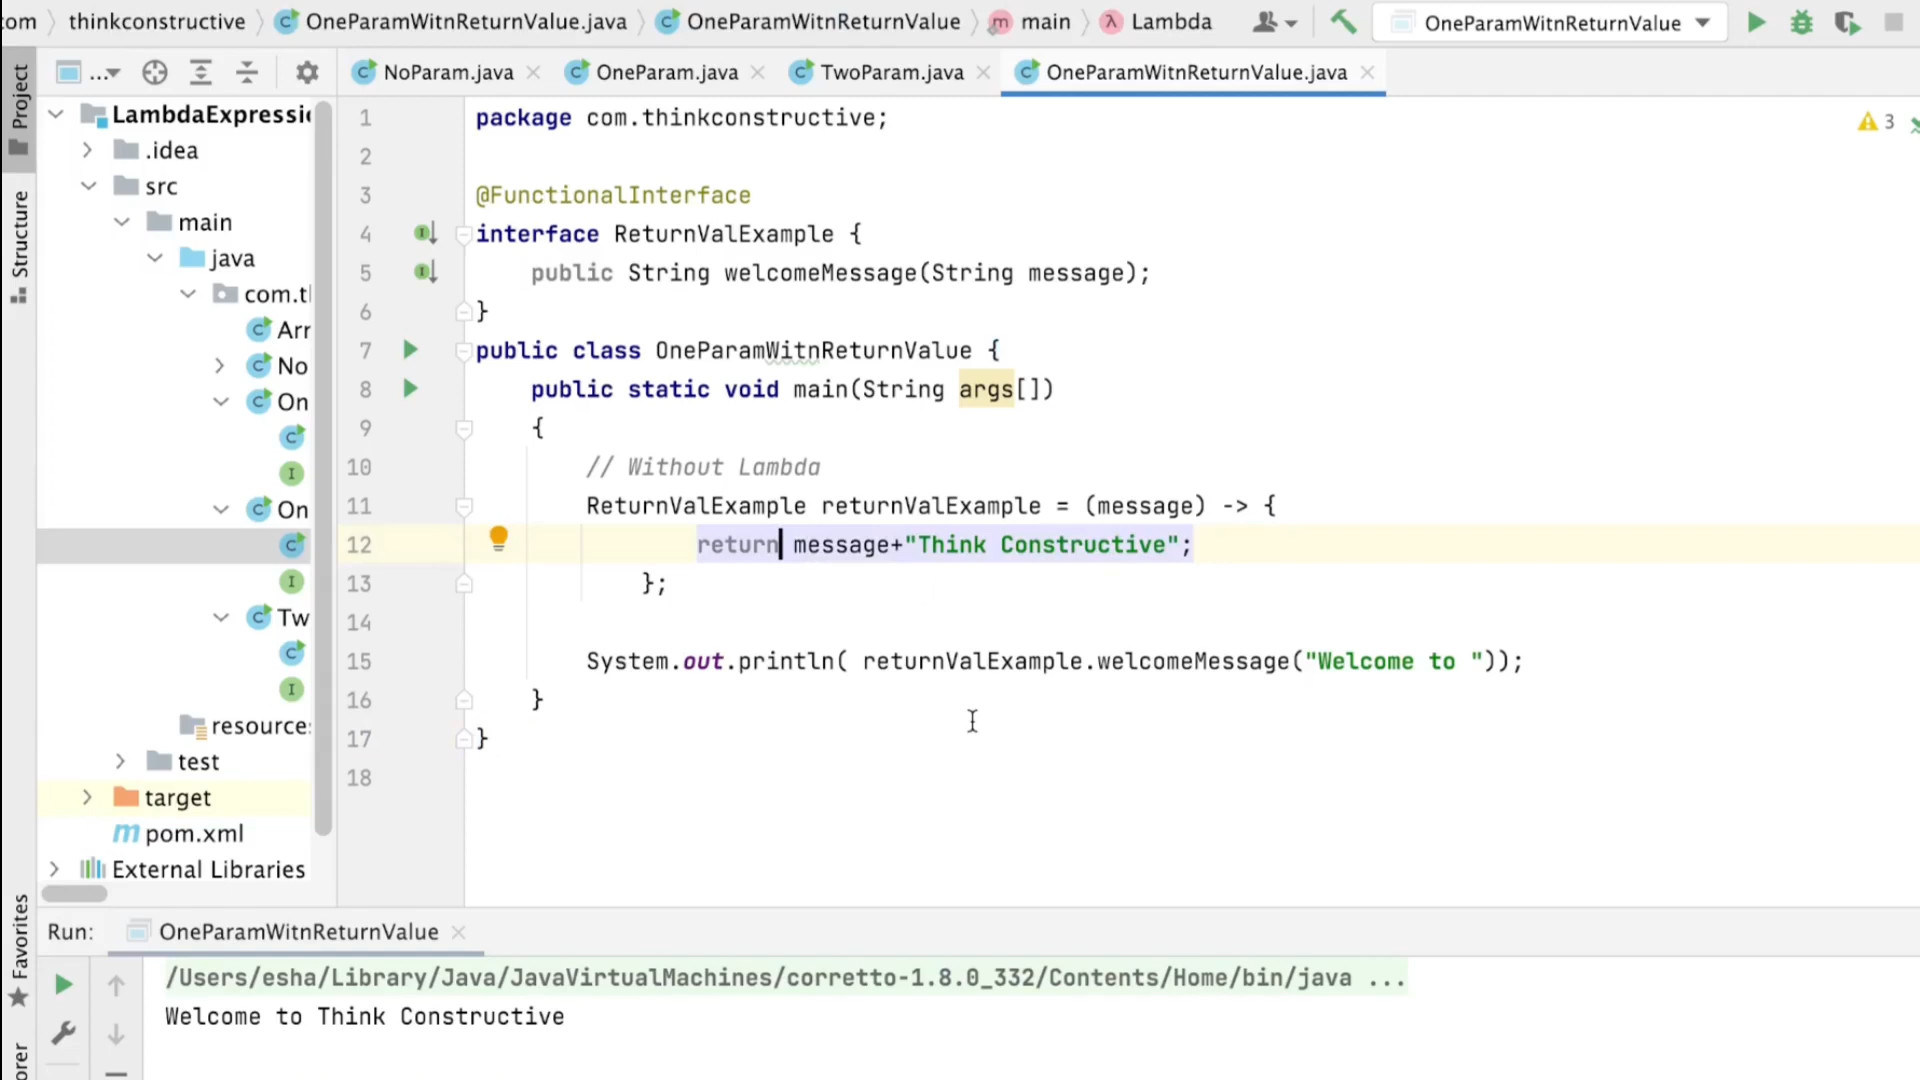 om thinkconstructive OneParamWitnReturnValue.java OneParamWitnReturnValue main Lambda OneParamWitnReturnValue
... NoParam.java OneParam.java TwoParam.java OneParamWitnReturnValue.java
Project
Structure
Favorites
orer
LambdaExpressi
.idea
src
main
java
com.t
Arr
No
On
On
Tw
resource
test
target
pom.xml
External Libraries
3
1 package com.thinkconstructive;
2
3 @FunctionalInterface
4 interface ReturnValExample {
5 public String welcomeMessage(String message);
6 }
7 public class OneParamWitnReturnValue {
8 public static void main(String args[])
9 {
10 // Without Lambda
11 ReturnValExample returnValExample = (message) -> {
12 return message+"Think Constructive";
13 };
14
15 System.out.println( returnValExample.welcomeMessage("Welcome to "));
16 }
17 }
18
Run: OneParamWitnReturnValue
/Users/esha/Library/Java/JavaVirtualMachines/corretto-1.8.0_332/Contents/Home/bin/java ...
Welcome to Think Constructive